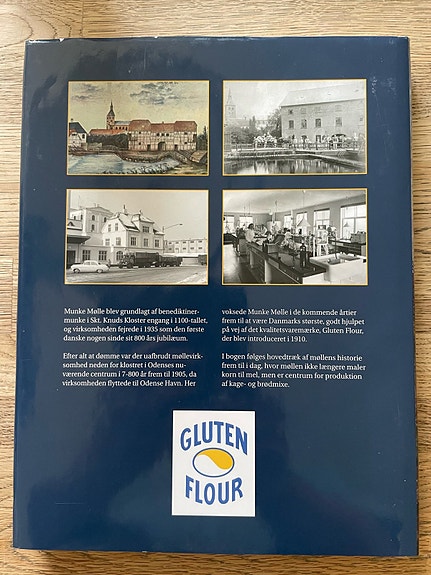 Munke Mølle blev grundlagt af benediktiner-
munke i Skt. Knuds Kloster engang i 1100-tallet,
og virksomheden fejrede i 1935 som den første
danske nogen sinde sit 800 års jubilæum.
Efter alt at dømme var der uafbrudt møllevirk-
somhed neden for klostret i Odenses nu-
værende centrum i 7-800 år frem til 1905, da
virksomheden flyttede til Odense Havn. Her
voksede Munke Mølle i de kommende årtier
frem til at være Danmarks største, godt hjulpet
på vej af det kvalitetsvaremærke, Gluten Flour,
der blev introduceret i 1910.
I bogen følges hovedtræk af møllens historie
frem til i dag, hvor møllen ikke længere maler
korn til mel, men er centrum for produktion
af kage- og brødmixe.
GLUTEN
FLOUR